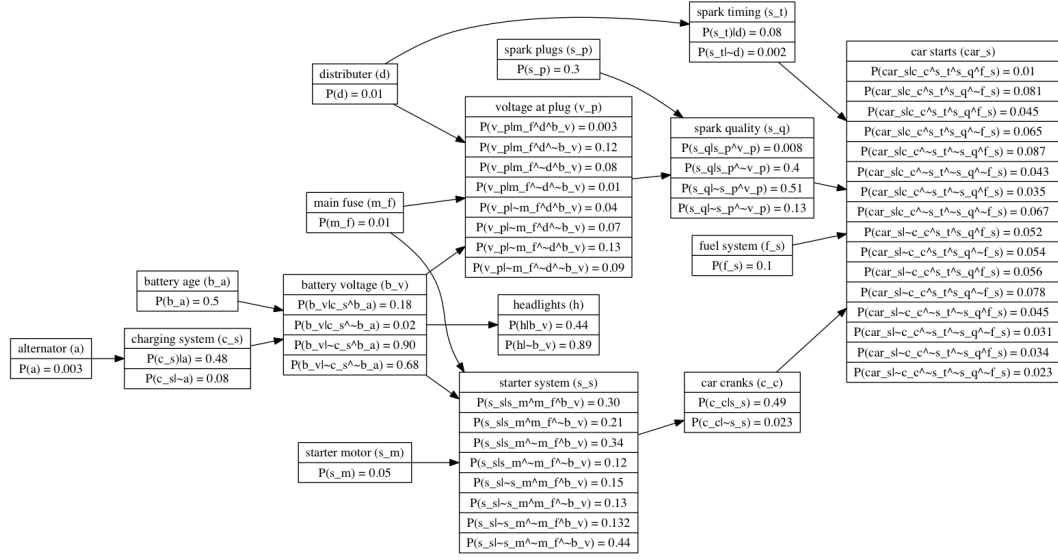 spark timing (s_t)
P(s_t)|d) = 0.08
P(s_t|~d) = 0.002
spark plugs (s_p)
P(s_p) = 0.3
car starts (car_s)
P(car_s|c_c^s_t^s_q^f_s) = 0.01
P(car_s|c_c^s_t^s_q^~f_s) = 0.081
P(car_s|c_c^s_t^~s_q^f_s) = 0.045
P(car_s|c_c^s_t^~s_q^~f_s) = 0.065
P(car_s|c_c^~s_t^~s_q^f_s) = 0.087
P(car_s|c_c^~s_t^~s_q^~f_s) = 0.043
P(car_s|c_c^~s_t^~s_q^f_s) = 0.035
P(car_s|c_c^~s_t^~s_q^~f_s) = 0.067
P(car_s|~c_c^s_t^s_q^f_s) = 0.052
P(car_s|~c_c^s_t^s_q^~f_s) = 0.054
P(car_s|~c_c^s_t^~s_q^f_s) = 0.056
P(car_s|~c_c^s_t^~s_q^~f_s) = 0.078
P(car_s|~c_c^~s_t^~s_q^f_s) = 0.045
P(car_s|~c_c^~s_t^~s_q^~f_s) = 0.031
P(car_s|~c_c^~s_t^~s_q^f_s) = 0.034
P(car_s|~c_c^~s_t^~s_q^~f_s) = 0.023
distributer (d)
P(d) = 0.01
voltage at plug (v_p)
P(v_p|m_f^d^b_v) = 0.003
P(v_p|m_f^d^~b_v) = 0.12
P(v_p|m_f^~d^b_v) = 0.08
P(v_p|m_f^~d^~b_v) = 0.01
P(v_p|~m_f^d^b_v) = 0.04
P(v_p|~m_f^d^~b_v) = 0.07
P(v_p|~m_f^~d^b_v) = 0.13
P(v_p|~m_f^~d^~b_v) = 0.09
spark quality (s_q)
P(s_q|s_p^v_p) = 0.008
P(s_q|s_p^~v_p) = 0.4
P(s_q|~s_p^v_p) = 0.51
P(s_q|~s_p^~v_p) = 0.13
main fuse (m_f)
P(m_f) = 0.01
fuel system (f_s)
P(f_s) = 0.1
battery age (b_a)
P(b_a) = 0.5
battery voltage (b_v)
P(b_v|c_s^b_a) = 0.18
P(b_v|c_s^~b_a) = 0.02
P(b_v|~c_s^b_a) = 0.90
P(b_v|~c_s^~b_a) = 0.68
headlights (h)
P(h|b_v) = 0.44
P(h|~b_v) = 0.89
alternator (a)
P(a) = 0.003
charging system (c_s)
P(c_s)|a) = 0.48
P(c_s|~a) = 0.08
starter system (s_s)
P(s_s|s_m^m_f^b_v) = 0.30
P(s_s|s_m^m_f^~b_v) = 0.21
P(s_s|s_m^~m_f^b_v) = 0.34
P(s_s|s_m^~m_f^~b_v) = 0.12
P(s_s|~s_m^m_f^b_v) = 0.15
P(s_s|~s_m^m_f^~b_v) = 0.13
P(s_s|~s_m^~m_f^b_v) = 0.132
P(s_s|~s_m^~m_f^~b_v) = 0.44
car cranks (c_c)
P(c_c|s_s) = 0.49
P(c_c|~s_s) = 0.023
starter motor (s_m)
P(s_m) = 0.05